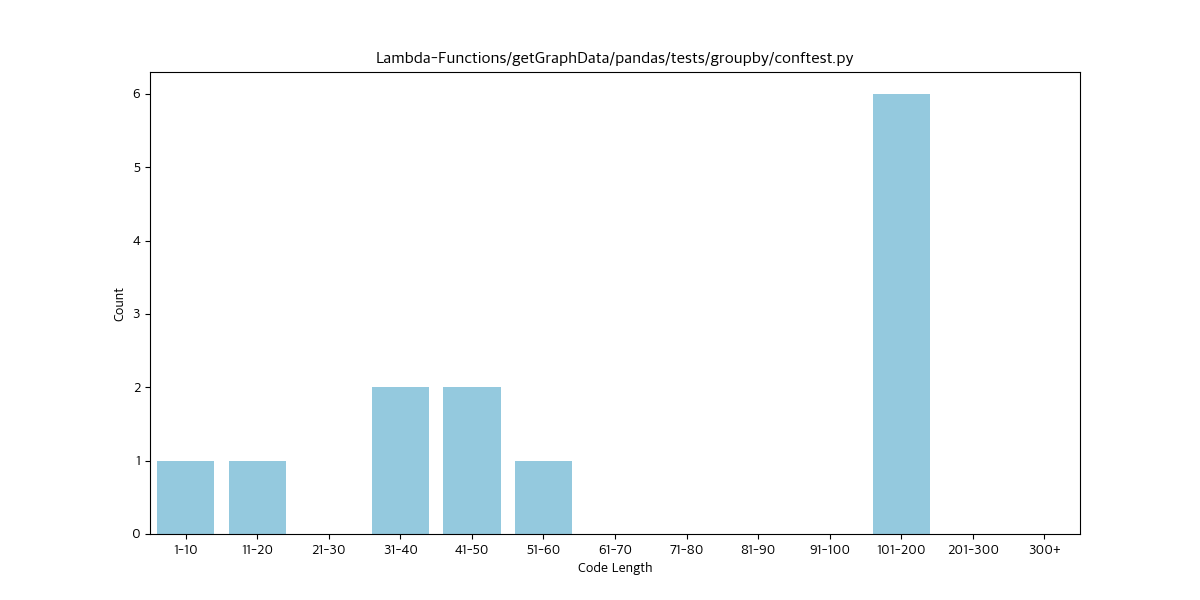 Lambda-Functions/getGraphData/pandas/tests/groupby/conftest.py
6
5
4
3
2
1
0
Count
1-10 11-20 21-30 31-40 41-50 51-60 61-70 71-80 81-90 91-100 101-200 201-300 300+
Code Length